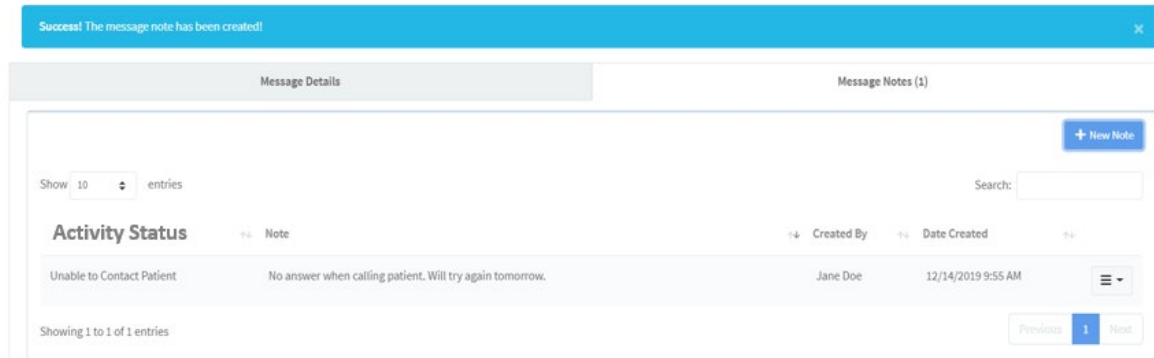 Success! The message note has been created! ×
Message Details Message Notes (1)
+ New Note
Show 10 entries Search:
Activity Status Note Created By Date Created
Unable to Contact Patient No answer when calling patient. Will try again tomorrow. Jane Doe 12/14/2019 9:55 AM
Showing 1 to 1 of 1 entries Previous 1 Next